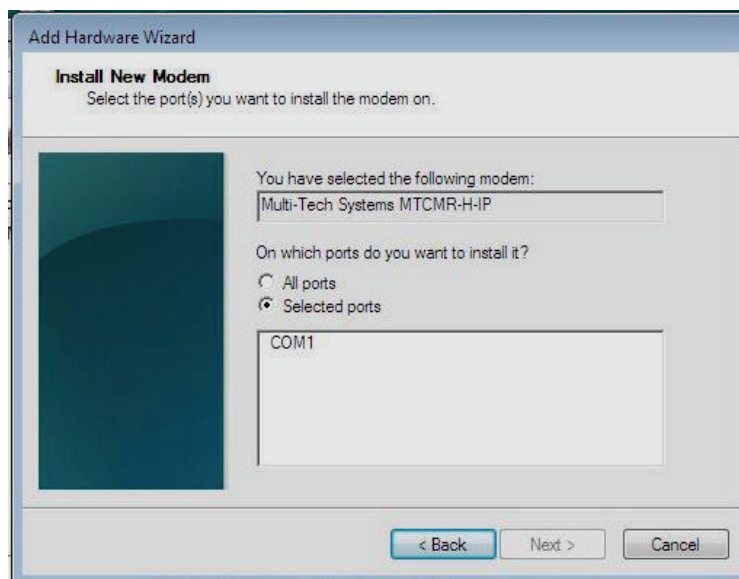 Add Hardware Wizard
Install New Modem
Select the port(s) you want to install the modem on.
You have selected the following modem:
Multi-Tech Systems MTCMR-H-IP
On which ports do you want to install it?
All ports
Selected ports
COM1
< Back
Next >
Cancel